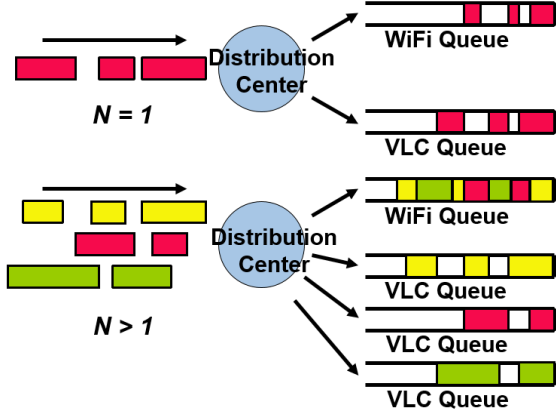 Distribution
Center
WiFi Queue
N = 1
VLC Queue
WiFi Queue
Distribution
Center
VLC Queue
N > 1
VLC Queue
VLC Queue